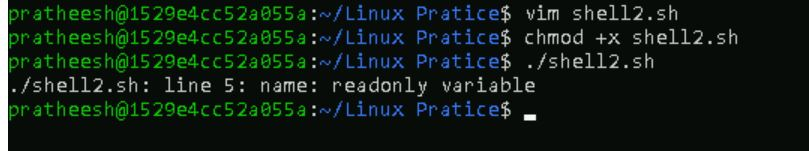 pratheesh@1529e4cc52a055a:~/Linux Pratice$ vim shell2.sh
pratheesh@1529e4cc52a055a:~/Linux Pratice$ chmod +x shell2.sh
pratheesh@1529e4cc52a055a:~/Linux Pratice$ ./shell2.sh
./shell2.sh: line 5: name: readonly variable
pratheesh@1529e4cc52a055a:~/Linux Pratice$